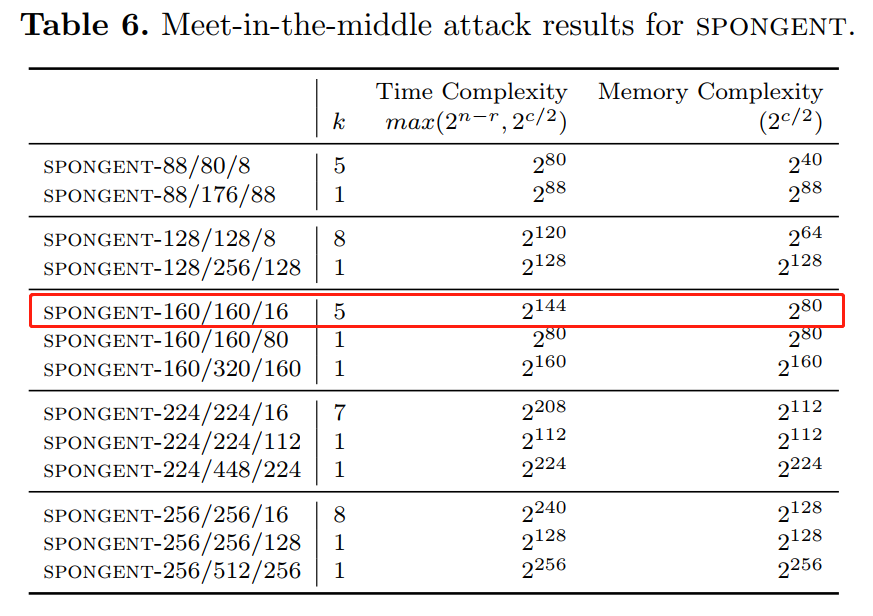 Table 6. Meet-in-the-middle attack results for SPONGENT.
Time Complexity Memory Complexity
k max(2^{n−r}, 2^{c/2}) (2^{c/2})
SPONGENT-88/80/8 5 2^{80} 2^{40}
SPONGENT-88/176/88 1 2^{88} 2^{88}
SPONGENT-128/128/8 8 2^{120} 2^{64}
SPONGENT-128/256/128 1 2^{128} 2^{128}
SPONGENT-160/160/16 5 2^{144} 2^{80}
SPONGENT-160/160/80 1 2^{80} 2^{80}
SPONGENT-160/320/160 1 2^{160} 2^{160}
SPONGENT-224/224/16 7 2^{208} 2^{112}
SPONGENT-224/224/112 1 2^{112} 2^{112}
SPONGENT-224/448/224 1 2^{224} 2^{224}
SPONGENT-256/256/16 8 2^{240} 2^{128}
SPONGENT-256/256/128 1 2^{128} 2^{128}
SPONGENT-256/512/256 1 2^{256} 2^{256}